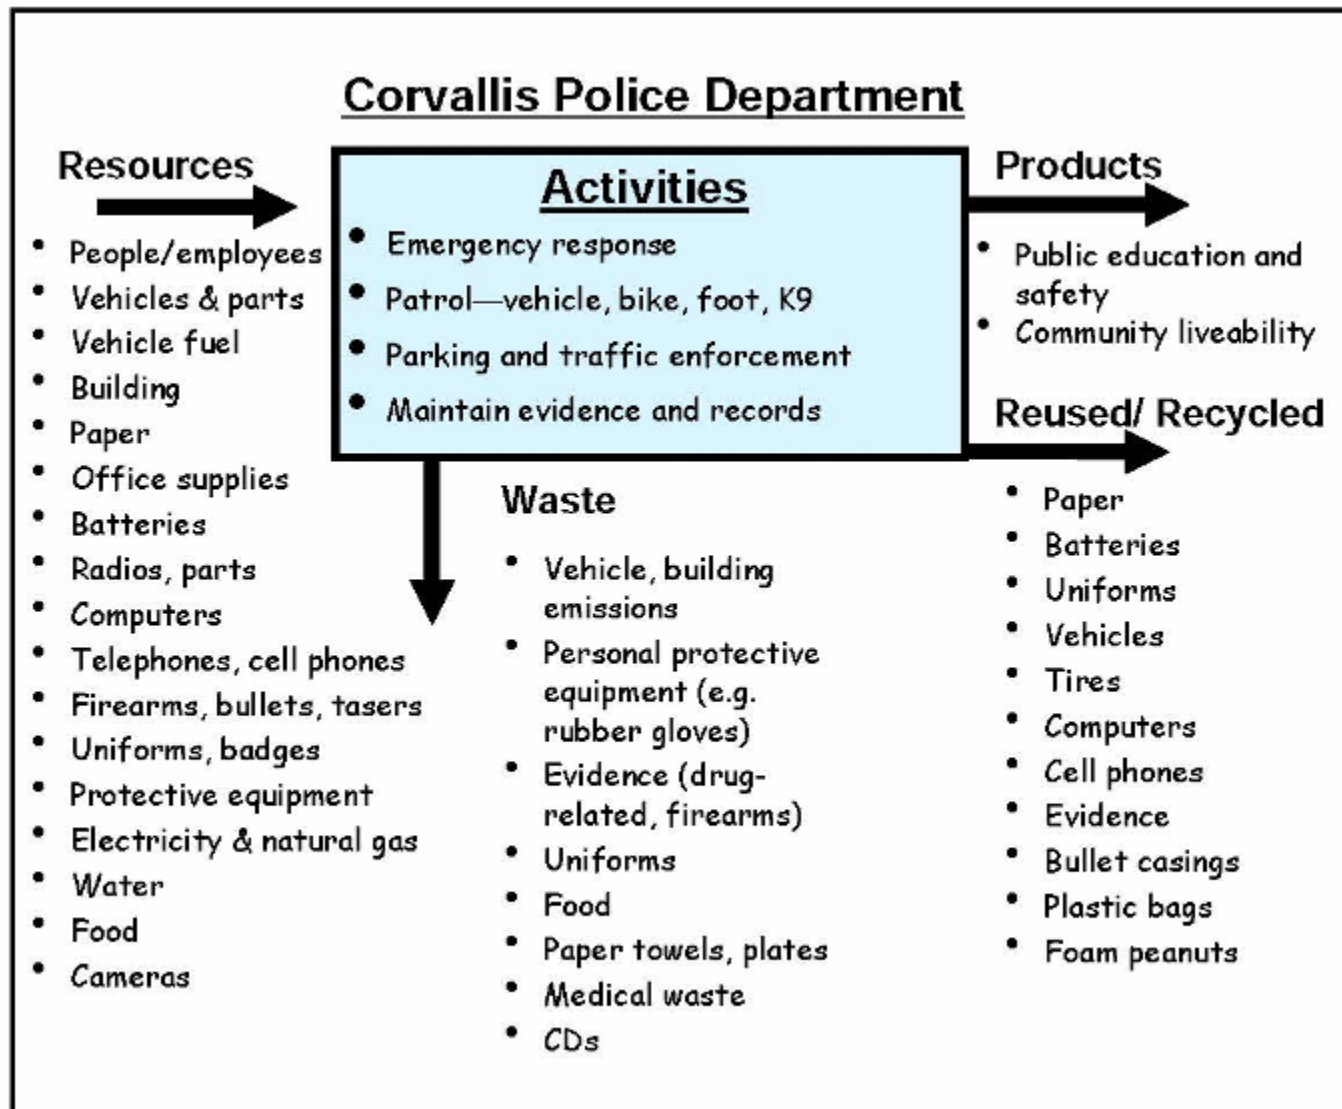 Corvallis Police Department
Resources
• People/employees
• Vehicles & parts
• Vehicle fuel
• Building
• Paper
• Office supplies
• Batteries
• Radios, parts
• Computers
• Telephones, cell phones
• Firearms, bullets, tasers
• Uniforms, badges
• Protective equipment
• Electricity & natural gas
• Water
• Food
• Cameras
Activities
• Emergency response
• Patrol—vehicle, bike, foot, K9
• Parking and traffic enforcement
• Maintain evidence and records
Waste
• Vehicle, building
emissions
• Personal protective
equipment (e.g.
rubber gloves)
• Evidence (drug-
related, firearms)
• Uniforms
• Food
• Paper towels, plates
• Medical waste
• CDs
Products
• Public education and
safety
• Community liveability
Reused/ Recycled
• Paper
• Batteries
• Uniforms
• Vehicles
• Tires
• Computers
• Cell phones
• Evidence
• Bullet casings
• Plastic bags
• Foam peanuts